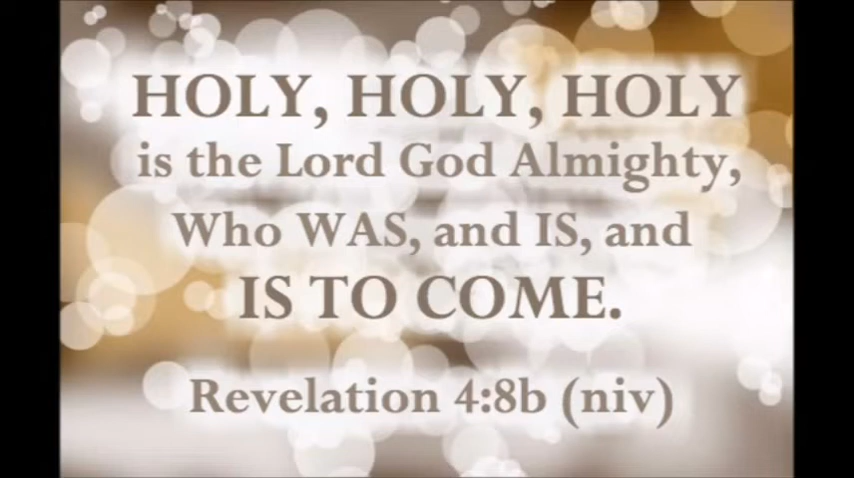 HOLY, HOLY, HOLY
is the Lord God Almighty,
Who WAS, and IS, and
IS TO COME.
Revelation 4:8b (niv)